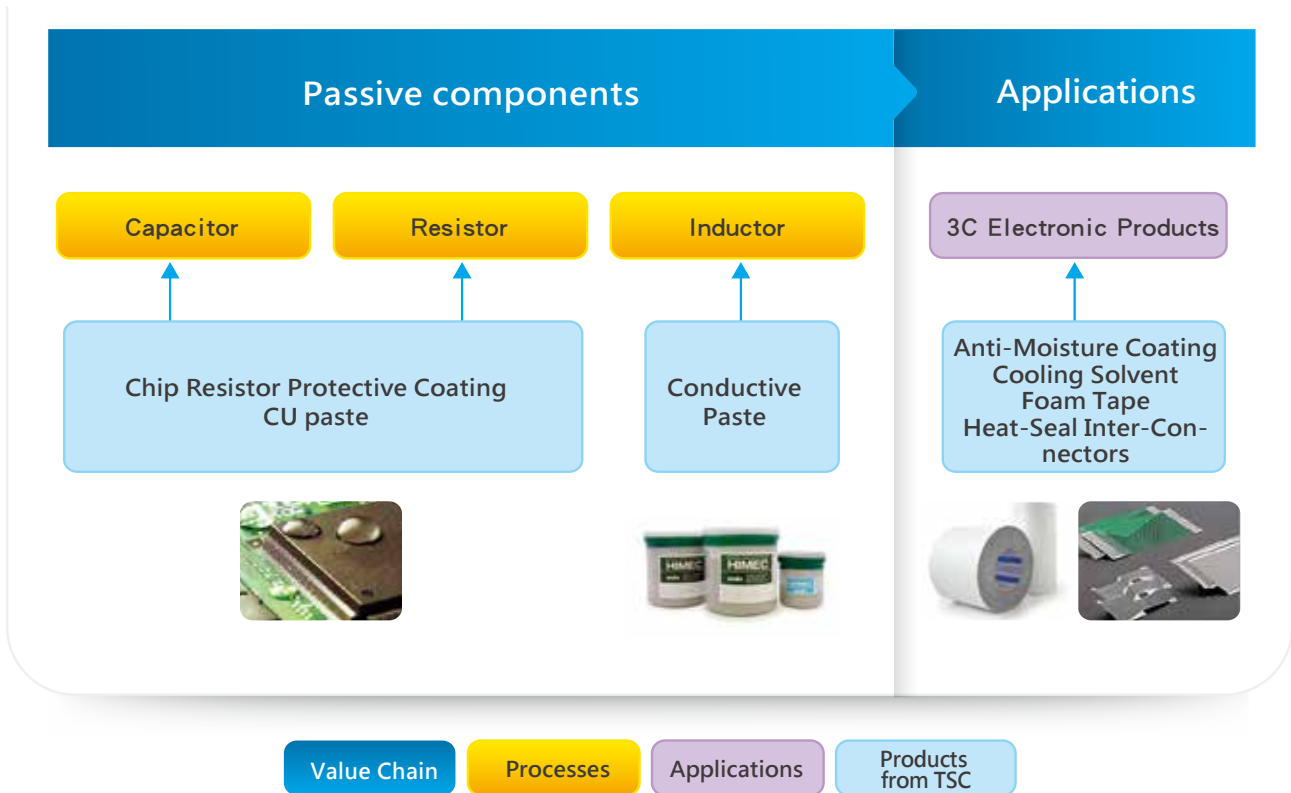 Passive components
Applications
Capacitor
Resistor
Inductor
3C Electronic Products
Chip Resistor Protective Coating
CU paste
Conductive
Paste
Anti-Moisture Coating
Cooling Solvent
Foam Tape
Heat-Seal Inter-Con-
nectors
HIMEC
HIMEC
Value Chain
Processes
Applications
Products
from TSC